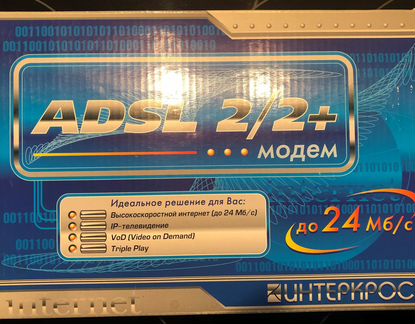 ADSL 2/2+
модем
Идеальное решение для Вас:
Высокоскоростной интернет (до 24 Мб/с)
IP-телевидение
VoD (Video on Demand)
Triple Play
до 24 Мб/с
internet
ИНТЕРКРОС